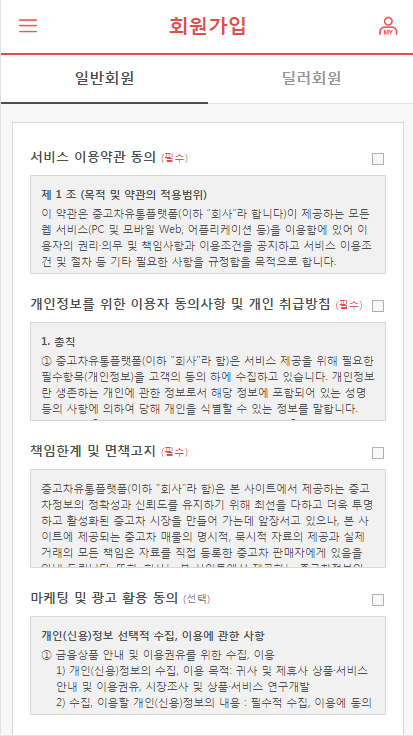 회원가입
MY
일반회원
딜러회원
서비스 이용약관 동의 (필수)
제 1 조 (목적 및 약관의 적용범위)
이 약관은 중고차유통플랫폼(이하 “회사”라 합니다)이 제공하는 모든
웹 서비스(PC 및 모바일 Web, 어플리케이션 등)을 이용함에 있어 이
용자의 권리·의무 및 책임사항과 이용조건을 공지하고 서비스 이용조
건 및 절차 등 기타 필요한 사항을 규정함을 목적으로 합니다.
개인정보를 위한 이용자 동의사항 및 개인 취급방침 (필수)
1. 총칙
① 중고차유통플랫폼(이하 “회사”라 함)은 서비스 제공을 위해 필요한
필수항목(개인정보)을 고객의 동의 하에 수집하고 있습니다. 개인정보
란 생존하는 개인에 관한 정보로서 해당 정보에 포함되어 있는 성명
등의 사항에 의하여 당해 개인을 식별할 수 있는 정보를 말합니다.
책임한계 및 면책고지 (필수)
중고차유통플랫폼(이하 “회사”라 함)은 본 사이트에서 제공하는 중고
차정보의 정확성과 신뢰도를 유지하기 위해 최선을 다하고 더욱 투명
하고 활성화된 중고차 시장을 만들어 가는데 앞장서고 있으나, 본 사
이트에 제공되는 중고차 매물의 명시적, 묵시적 자료의 제공과 실제
거래의 모든 책임은 자료를 직접 등록한 중고차 판매자에게 있음을
마케팅 및 광고 활용 동의 (선택)
개인(신용)정보 선택적 수집, 이용에 관한 사항
① 금융상품 안내 및 이용권유를 위한 수집, 이용
1) 개인(신용)정보의 수집, 이용 목적: 귀사 및 제휴사 상품·서비스
안내 및 이용권유, 시장조사 및 상품·서비스 연구개발
2) 수집, 이용할 개인(신용)정보의 내용 : 필수적 수집, 이용에 동의